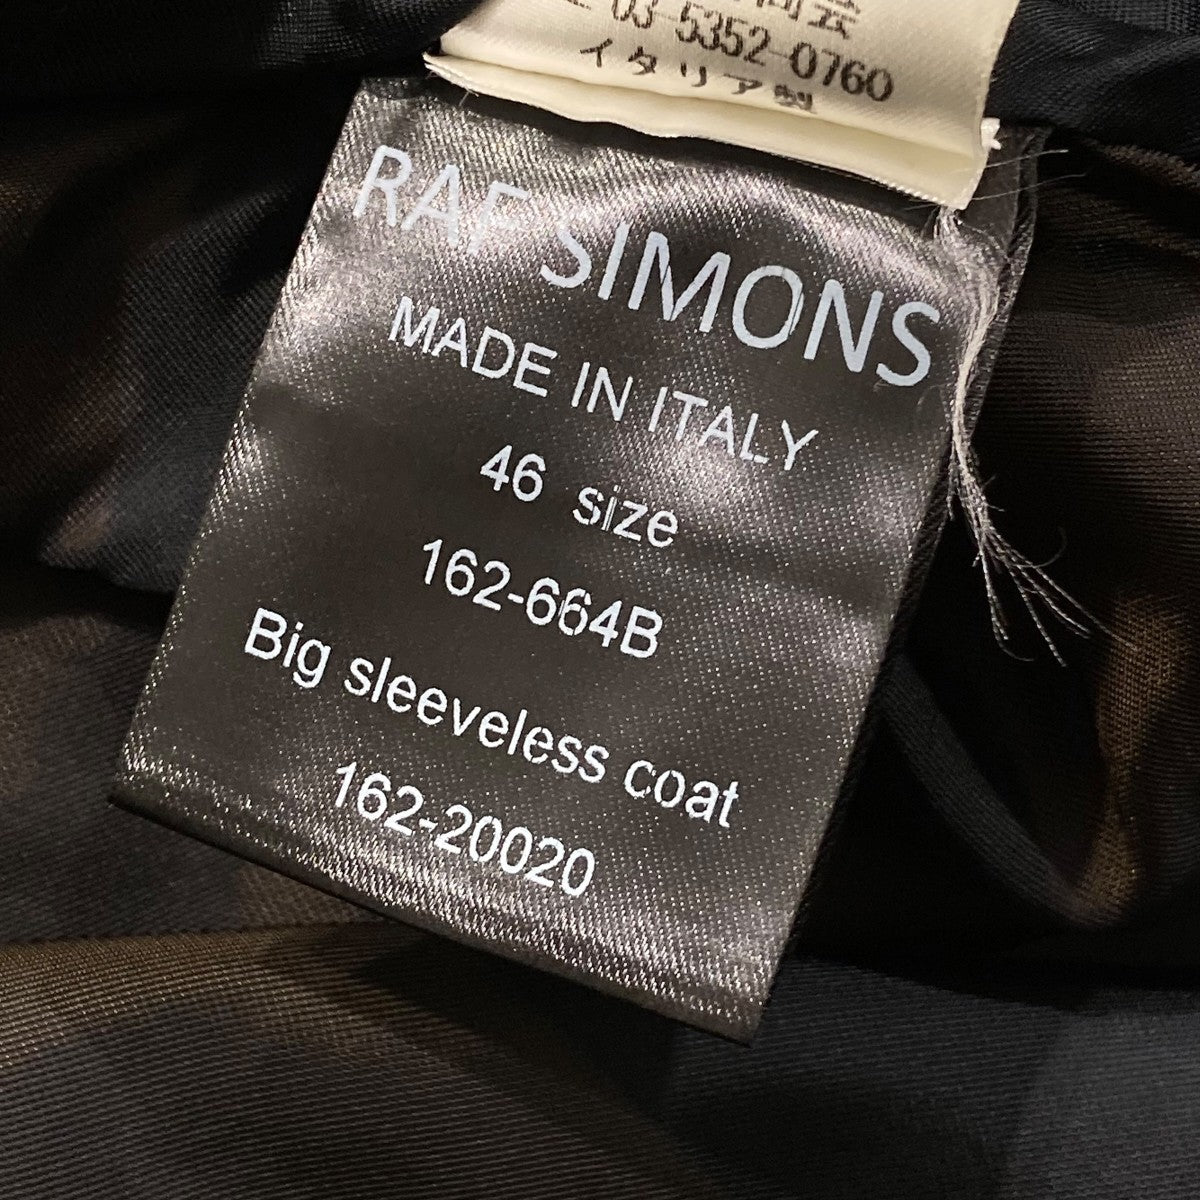 03-5352-0760
イタリア製
RAF SIMONS
MADE IN ITALY
46 size
162-664B
Big sleeveless coat
162-20020